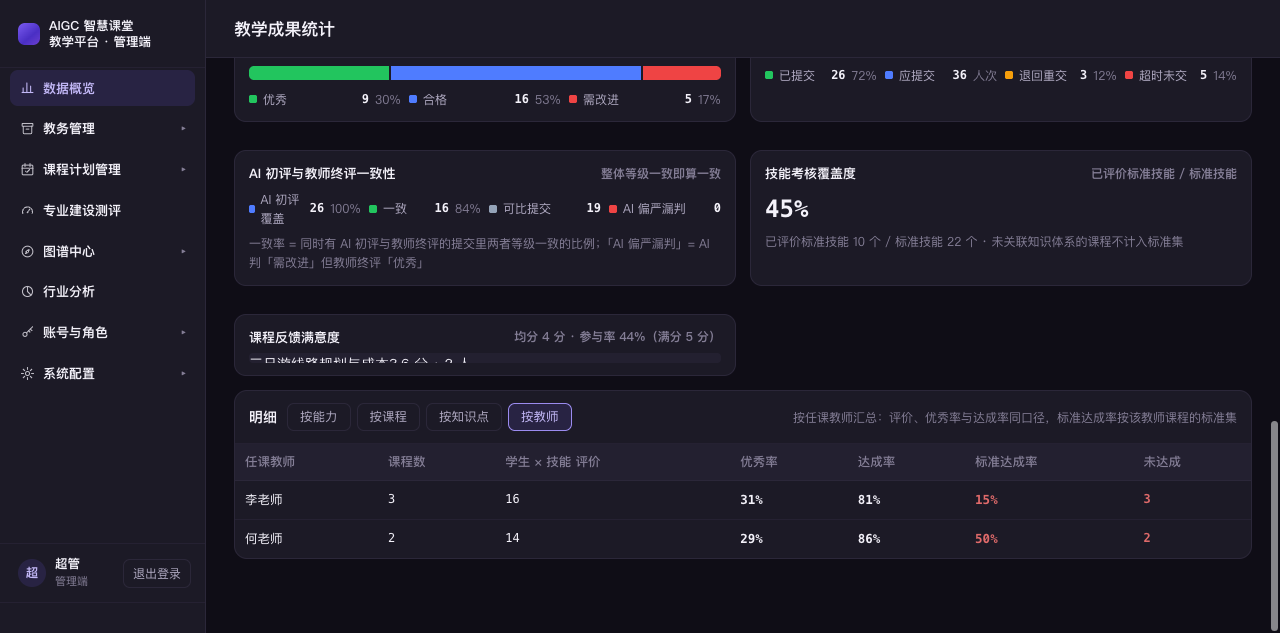 AIGC 智慧课堂
教学平台 · 管理端
数据概览
教务管理
课程计划管理
专业建设测评
图谱中心
行业分析
账号与角色
系统配置
超
超管
管理端
退出登录
教学成果统计
优秀 9 30% 合格 16 53% 需改进 5 17%
已提交 26 72% 应提交 36 人次 退回重交 3 12% 超时未交 5 14%
AI 初评与教师终评一致性 整体等级一致即算一致
AI 初评覆盖 26 100% 一致 16 84% 可比提交 19 AI 偏严漏判 0
一致率 = 同时有 AI 初评与教师终评的提交里两者等级一致的比例；「AI 偏严漏判」= AI
判「需改进」但教师终评「优秀」
技能考核覆盖度 已评价标准技能 / 标准技能
45%
已评价标准技能 10 个 / 标准技能 22 个 · 未关联知识体系的课程不计入标准集
课程反馈满意度 均分 4 分 · 参与率 44%（满分 5 分）
明细 按能力 按课程 按知识点 按教师 按任课教师汇总：评价、优秀率与达成率同口径，标准达成率按该教师课程的标准集
任课教师 课程数 学生 × 技能 评价 优秀率 达成率 标准达成率 未达成
李老师 3 16 31% 81% 15% 3
何老师 2 14 29% 86% 50% 2